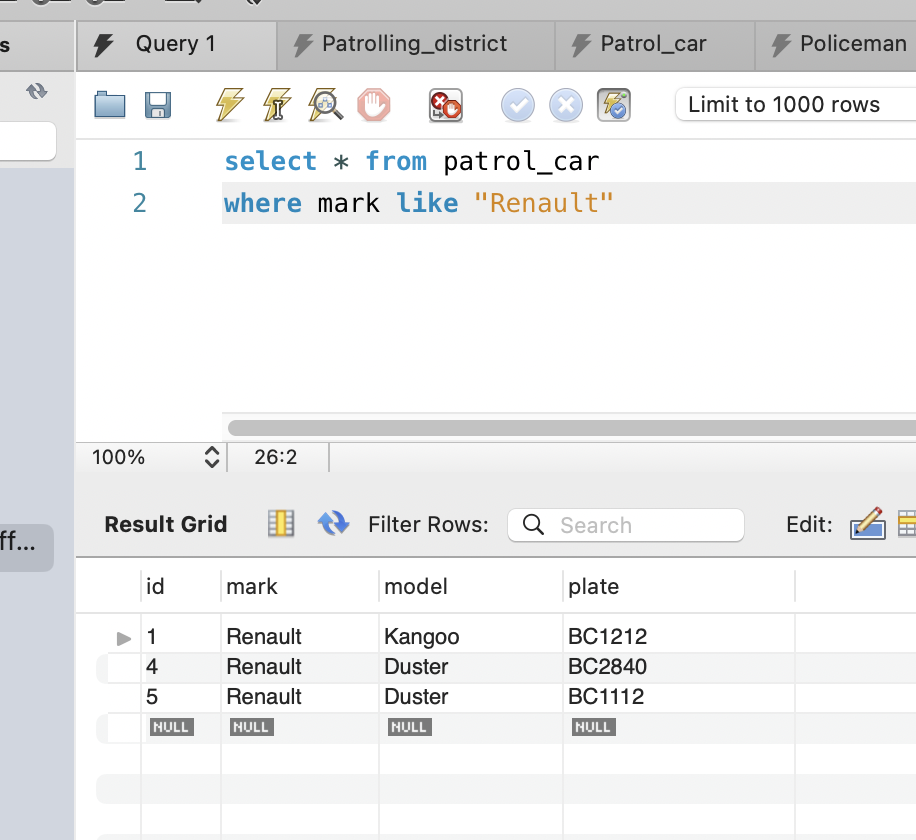 s
Query 1 Patrolling_district Patrol_car Policeman
Limit to 1000 rows
1 select * from patrol_car
2 where mark like "Renault"
100% 26:2
ff...
Result Grid Filter Rows: Search Edit:
id mark model plate
1 Renault Kangoo BC1212
4 Renault Duster BC2840
5 Renault Duster BC1112
NULL NULL NULL NULL